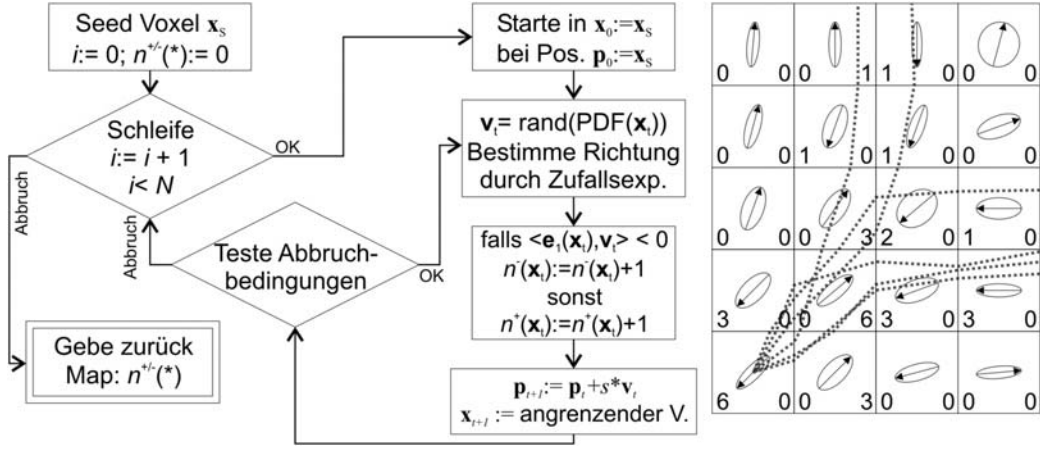 Seed Voxel x_S
i:= 0; n^{+/-}(*):= 0
Schleife
i:= i + 1
i< N
OK
Abbruch
Abbruch
Teste Abbruch-
bedingungen
OK
Gebe zurück
Map: n^{+/-}(*)
Starte in x_0:=x_S
bei Pos. p_0:=x_S
v_t= rand(PDF(x_t))
Bestimme Richtung
durch Zufallsexp.
falls <e_1(x_t),v_t> < 0
n^-(x_t):=n^-(x_t)+1
sonst
n^+(x_t):=n^+(x_t)+1
p_{t+1}:= p_t+s*v_t
x_{t+1} := angrenzender V.
0 0 0 1 1 0 0 0
0 0 1 0 0 0 0 0
0 0 0 3 2 0 1 0
3 0 0 6 3 0 3 0
6 0 0 3 0 0 0 0